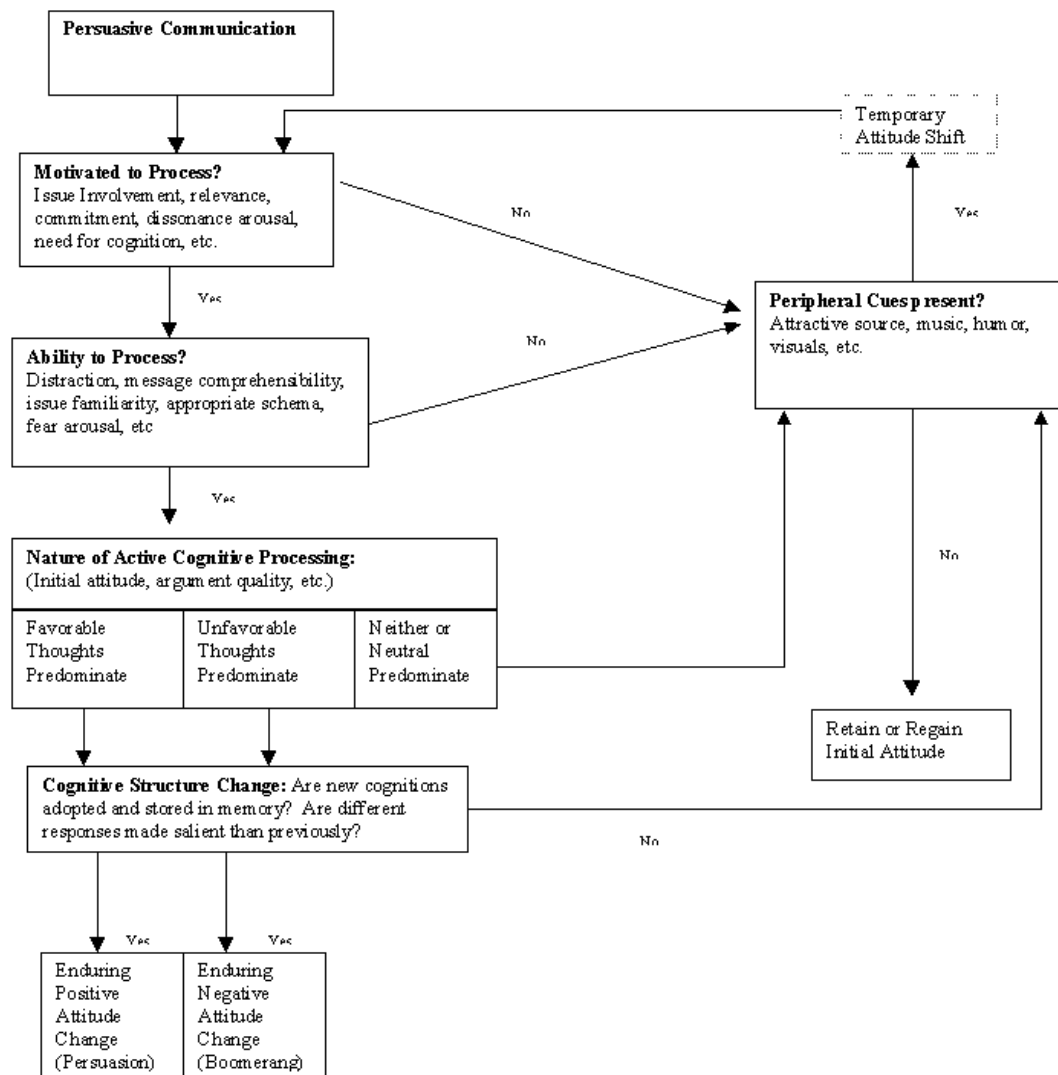 Persuasive Communication
Temporary
Attitude Shift
Motivated to Process?
Issue Involvement, relevance,
commitment, dissonance arousal,
need for cognition, etc.
No
Yes
Yes
Peripheral Cues present?
Attractive source, music, humor,
visuals, etc.
Ability to Process?
Distraction, message comprehensibility,
issue familiarity, appropriate schema,
fear arousal, etc
No
Yes
Nature of Active Cognitive Processing:
(Initial attitude, argument quality, etc.)
Favorable
Thoughts
Predominate
Unfavorable
Thoughts
Predominate
Neither or
Neutral
Predominate
No
Retain or Regain
Initial Attitude
Cognitive Structure Change: Are new cognitions
adopted and stored in memory? Are different
responses made salient than previously?
No
Yes
Yes
Enduring
Positive
Attitude
Change
(Persuasion)
Enduring
Negative
Attitude
Change
(Boomerang)